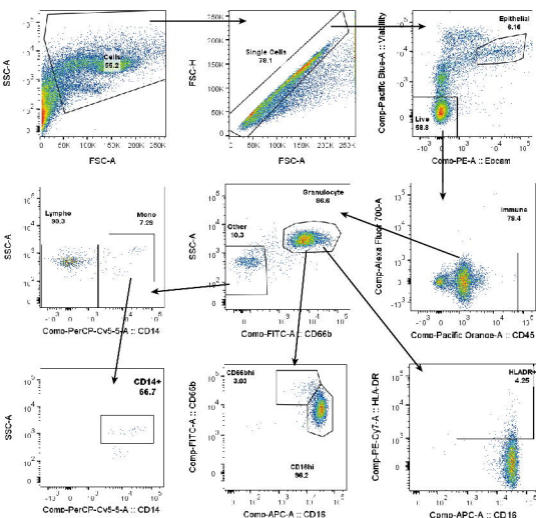 SSC-A
Cells
55.2
FSC-A
FSC-H
Single Cells
78.1
FSC-A
Comp-Pacific Blue-A :: Viability
Epithelial
6.16
Live
58.8
Comp-PE-A :: Epcam
SSC-A
Lympho
90.3
Mono
7.29
Comp-PerCP-Cy5-5-A :: CD14
SSC-A
Granulocyte
86.6
Other
10.3
Comp-FITC-A :: CD66b
Comp-Alexa Fluor 700-A
Immune
78.4
Comp-Pacific Orange-A :: CD45
SSC-A
CD14+
56.7
Comp-PerCP-Cy5-5-A :: CD14
Comp-FITC-A :: CD66b
CD66bhi
CD16hi
96.2
Comp-APC-A :: CD16
Comp-PE-Cy7-A :: HLA-DR
HLADR+
4.25
Comp-APC-A :: CD16